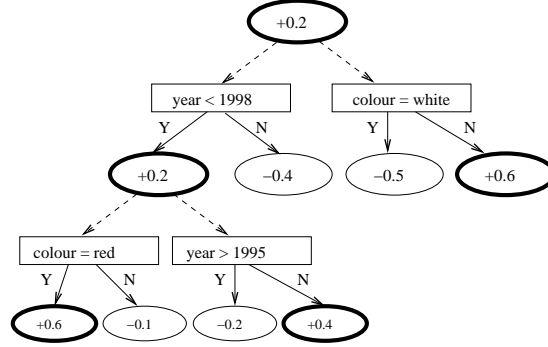 +0.2
year < 1998
colour = white
Y N Y N
+0.2 −0.4 −0.5 +0.6
colour = red
year > 1995
Y N Y N
+0.6 −0.1 −0.2 +0.4